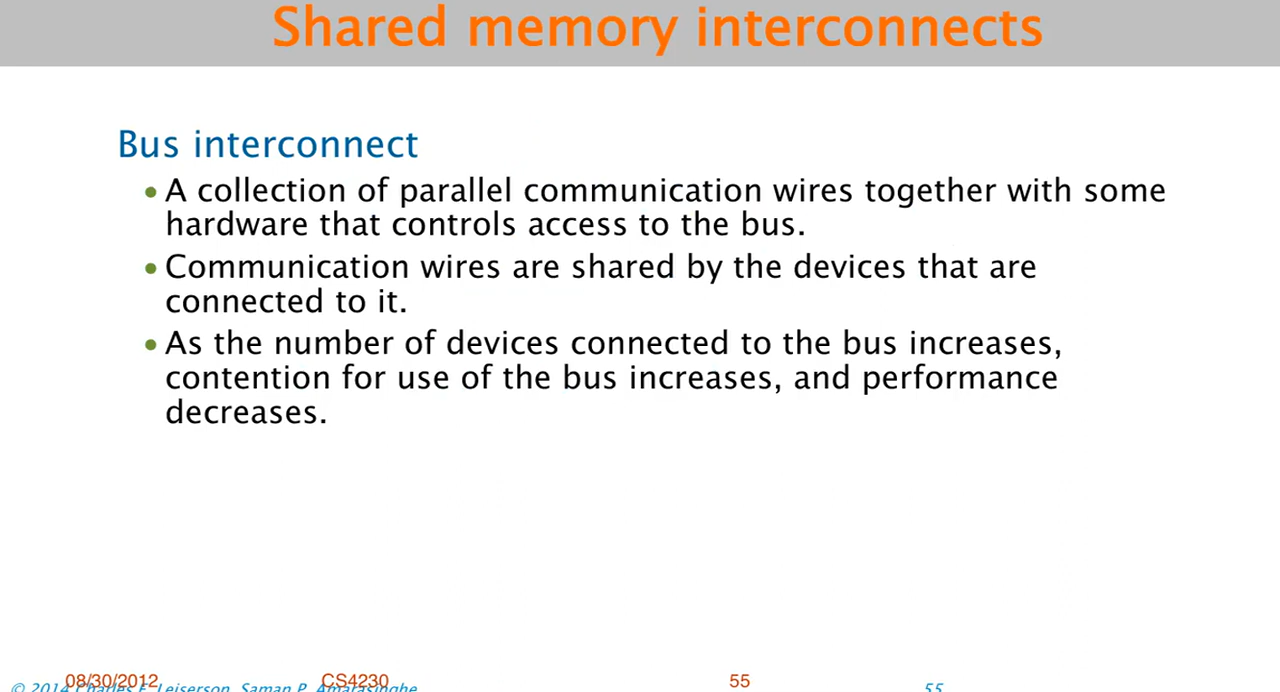 Shared memory interconnects
Bus interconnect
• A collection of parallel communication wires together with some
hardware that controls access to the bus.
• Communication wires are shared by the devices that are
connected to it.
• As the number of devices connected to the bus increases,
contention for use of the bus increases, and performance
decreases.
08/30/2012 CS4230 55
© 2014 Charles E. Leiserson, Saman P. Amarasinghe 55